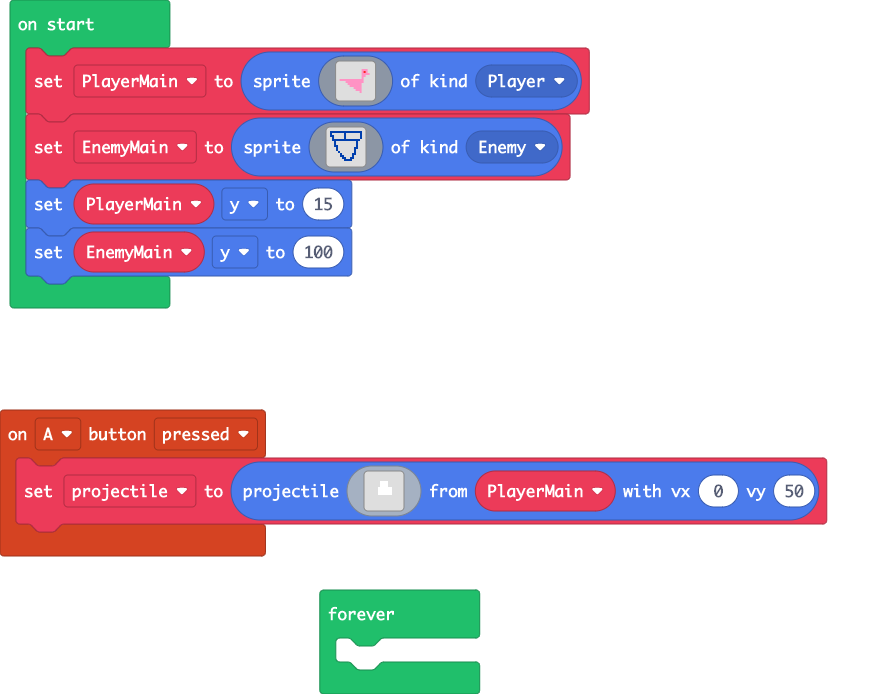 on start
set PlayerMain to sprite of kind Player
set EnemyMain to sprite of kind Enemy
set PlayerMain y to 15
set EnemyMain y to 100
on A button pressed
set projectile to projectile from PlayerMain with vx 0 vy 50
forever